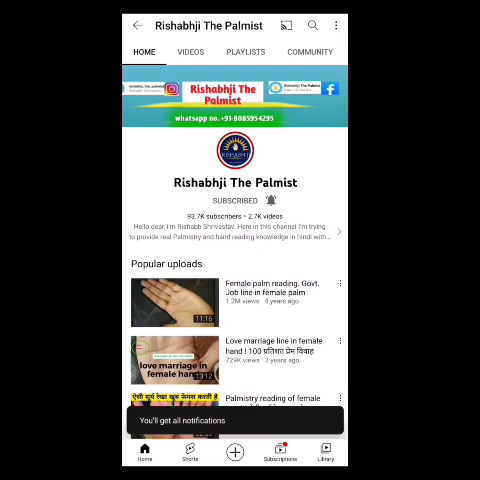 Rishabhji The Palmist
HOME VIDEOS PLAYLISTS COMMUNITY
Rishabhji The
Palmist
whatsapp no. +91-8085954295
Rishabhji The Palmist
SUBSCRIBED
93.7K subscribers • 2.7K videos
Hello dear, I'm Rishabh Shrivastav. Here in this channel I'm trying
to provide real Palmistry and hand reading knowledge in hindi with...
Popular uploads
Female palm reading. Govt.
Job line in female palm
1.2M views · 4 years ago
11:16
Love marriage line in female
hand ! 100 प्रतिशत प्रेम विवाह
729K views · 2 years ago
love marriage in
female hand
13:12
ऐसी सूर्य रेखा खूब फेमस करती है
Palmistry reading of female
You'll get all notifications
Home Shorts Subscriptions Library